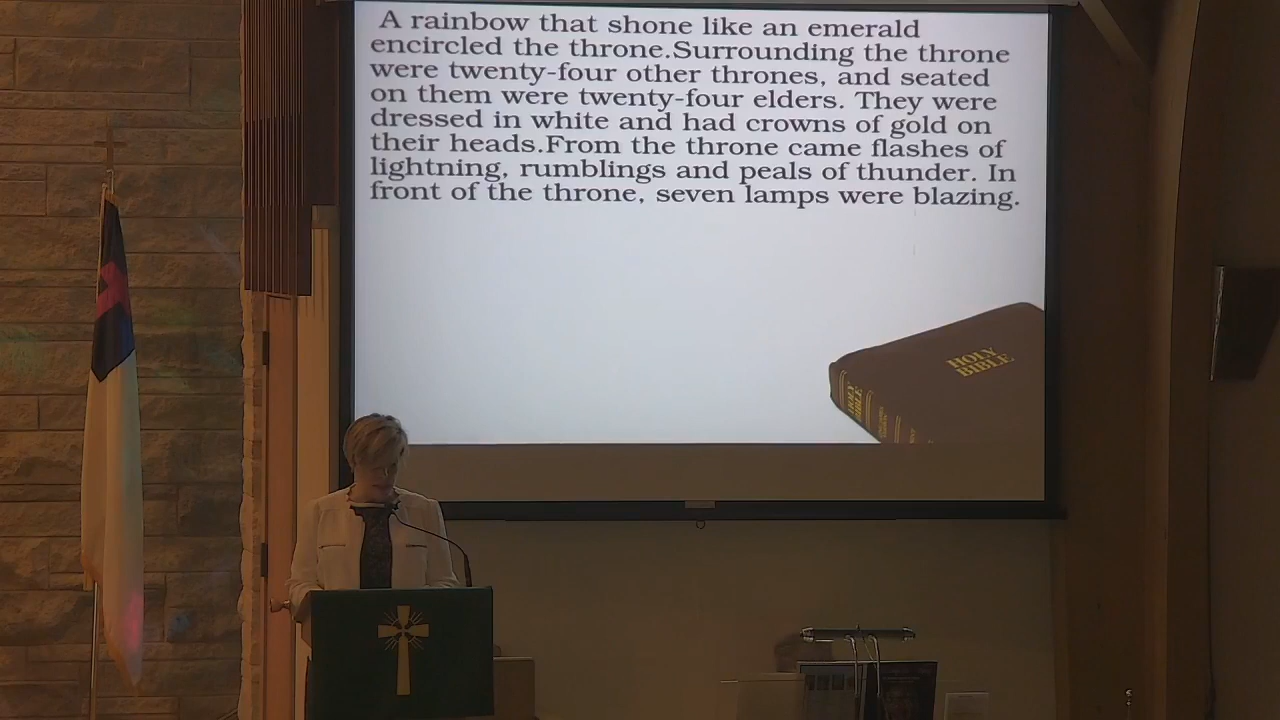 A rainbow that shone like an emerald
encircled the throne.Surrounding the throne
were twenty-four other thrones, and seated
on them were twenty-four elders. They were
dressed in white and had crowns of gold on
their heads.From the throne came flashes of
lightning, rumblings and peals of thunder. In
front of the throne, seven lamps were blazing.
HOLY
BIBLE
HOLY
BIBLE